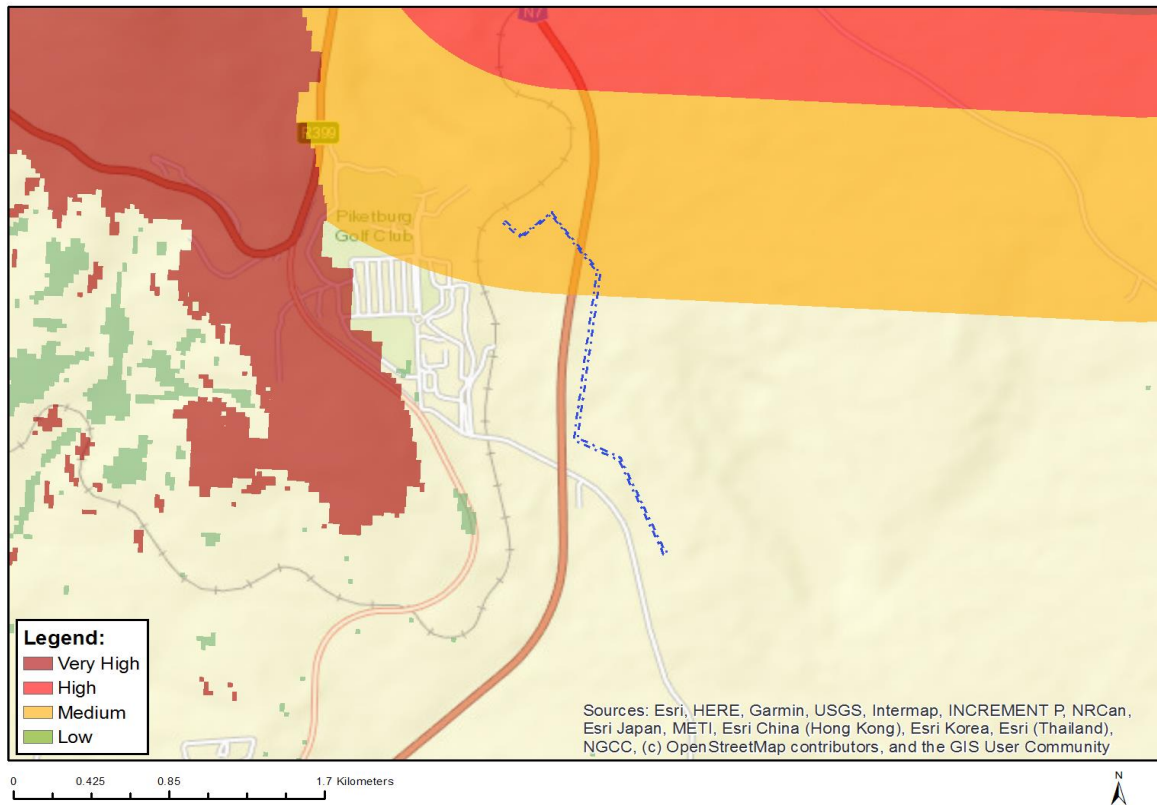 N7
R399
Piketburg
Golf Club
Legend:
Very High
High
Medium
Low
Sources: Esri, HERE, Garmin, USGS, Intermap, INCREMENT P, NRCan,
Esri Japan, METI, Esri China (Hong Kong), Esri Korea, Esri (Thailand),
NGCC, (c) OpenStreetMap contributors, and the GIS User Community
0 0.425 0.85 1.7 Kilometers
N